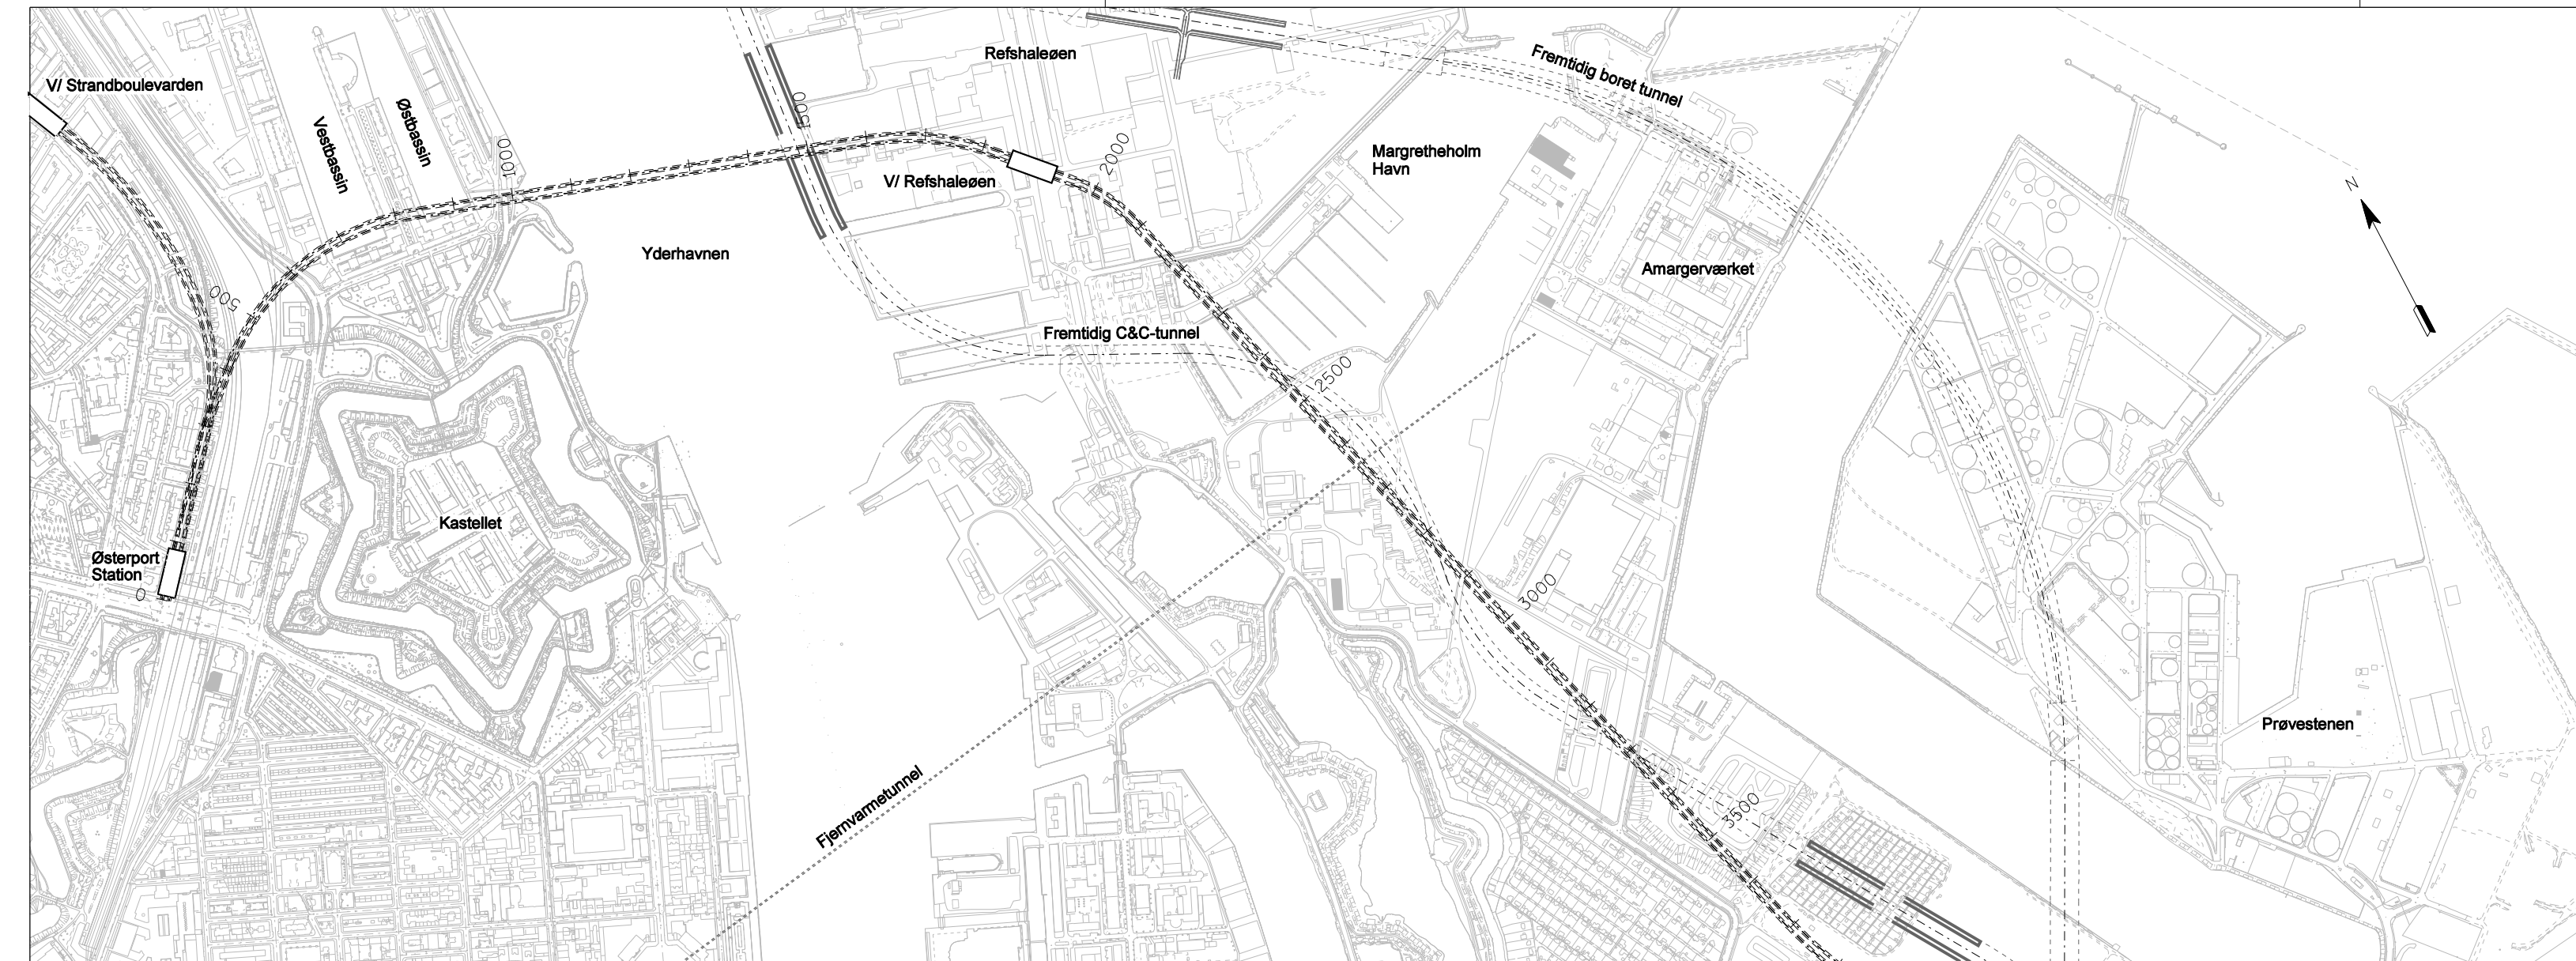 Refshaleøen
Fremtidig boret tunnel
V/ Strandboulevarden
Østbassin
Vestbassin
1500
1000
2000
Margretheholm
Havn
V/ Refshaleøen
N
Yderhavnen
Amargerværket
500
Fremtidig C&C-tunnel
2500
Kastellet
Østerport
Station
0
3000
Prøvestenen
Fjernvarmetunnel
3500